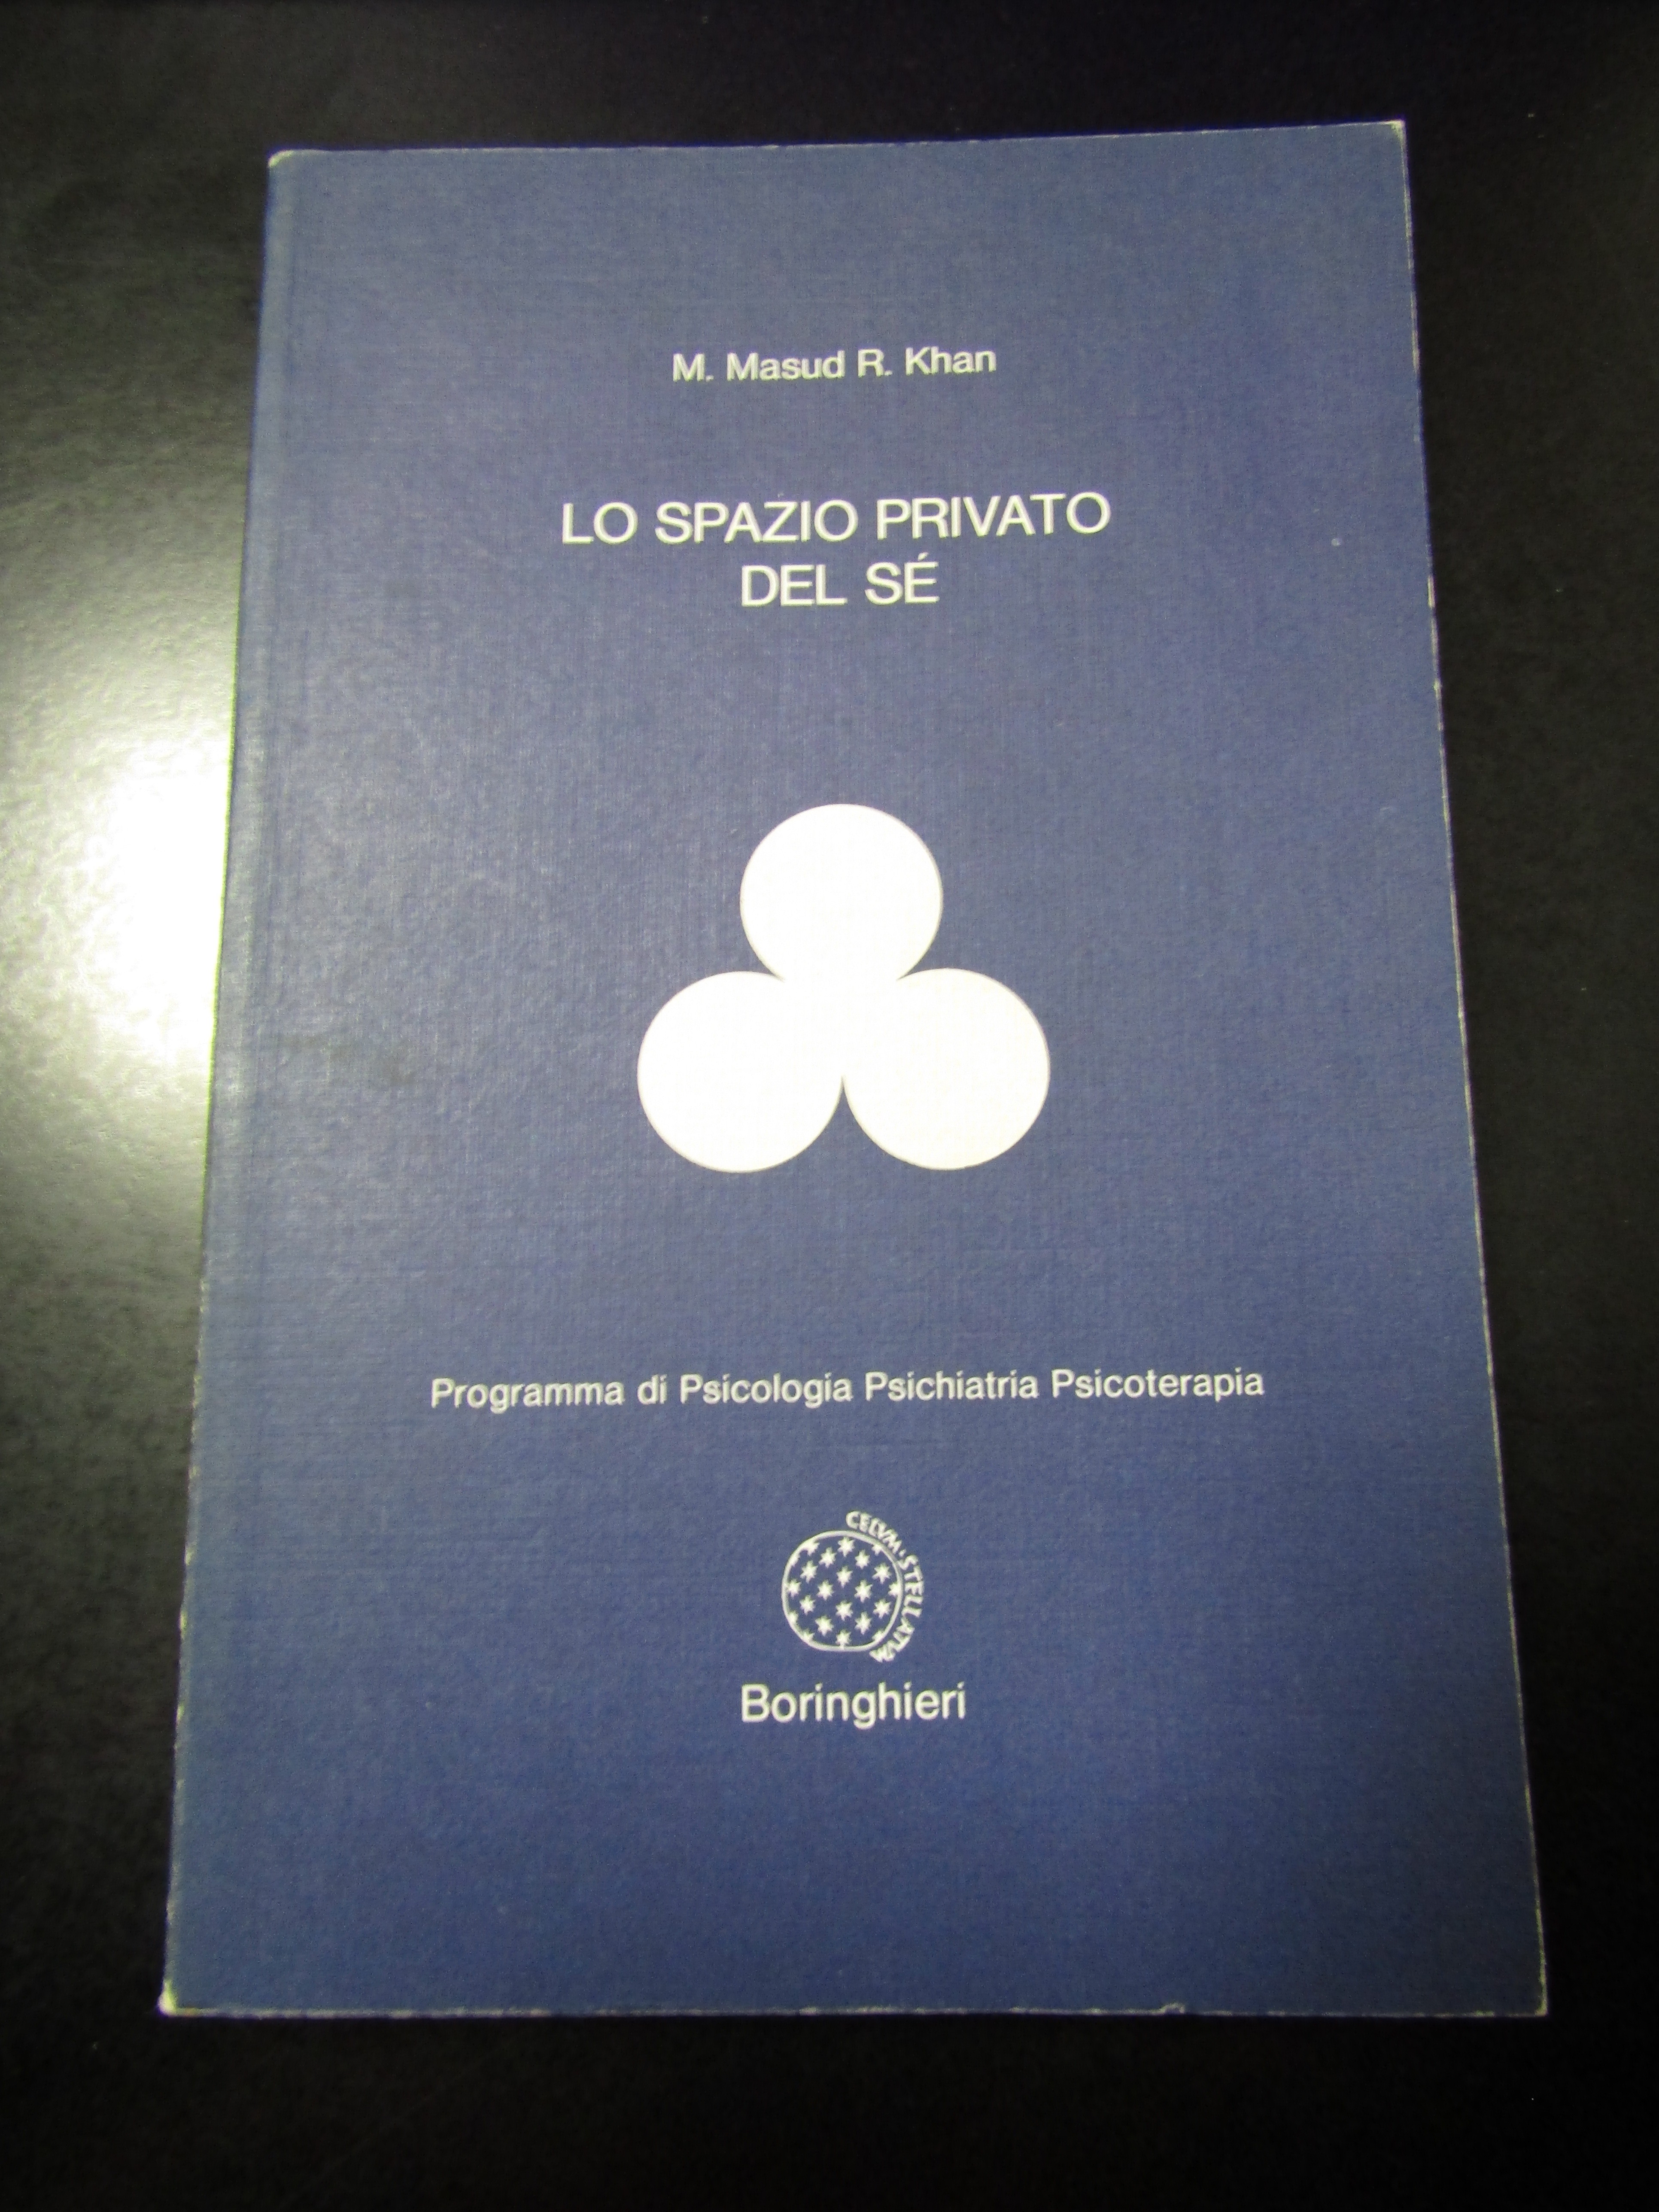 M. Masud R. Khan
LO SPAZIO PRIVATO
DEL SÉ
Programma di Psicologia Psichiatria Psicoterapia
CELVM·STELLATVM
Boringhieri